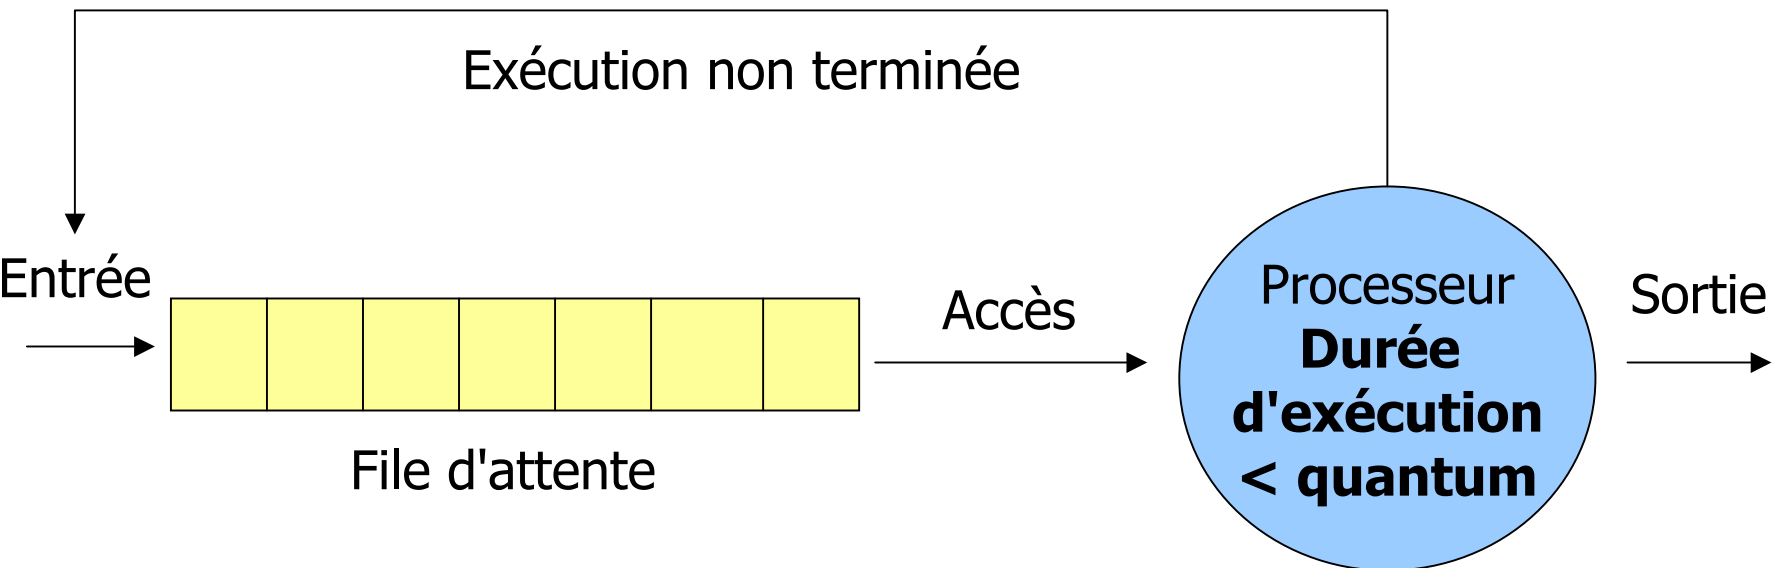 Exécution non terminée
Entrée
Accès
Processeur
Durée
d'exécution
< quantum
Sortie
File d'attente